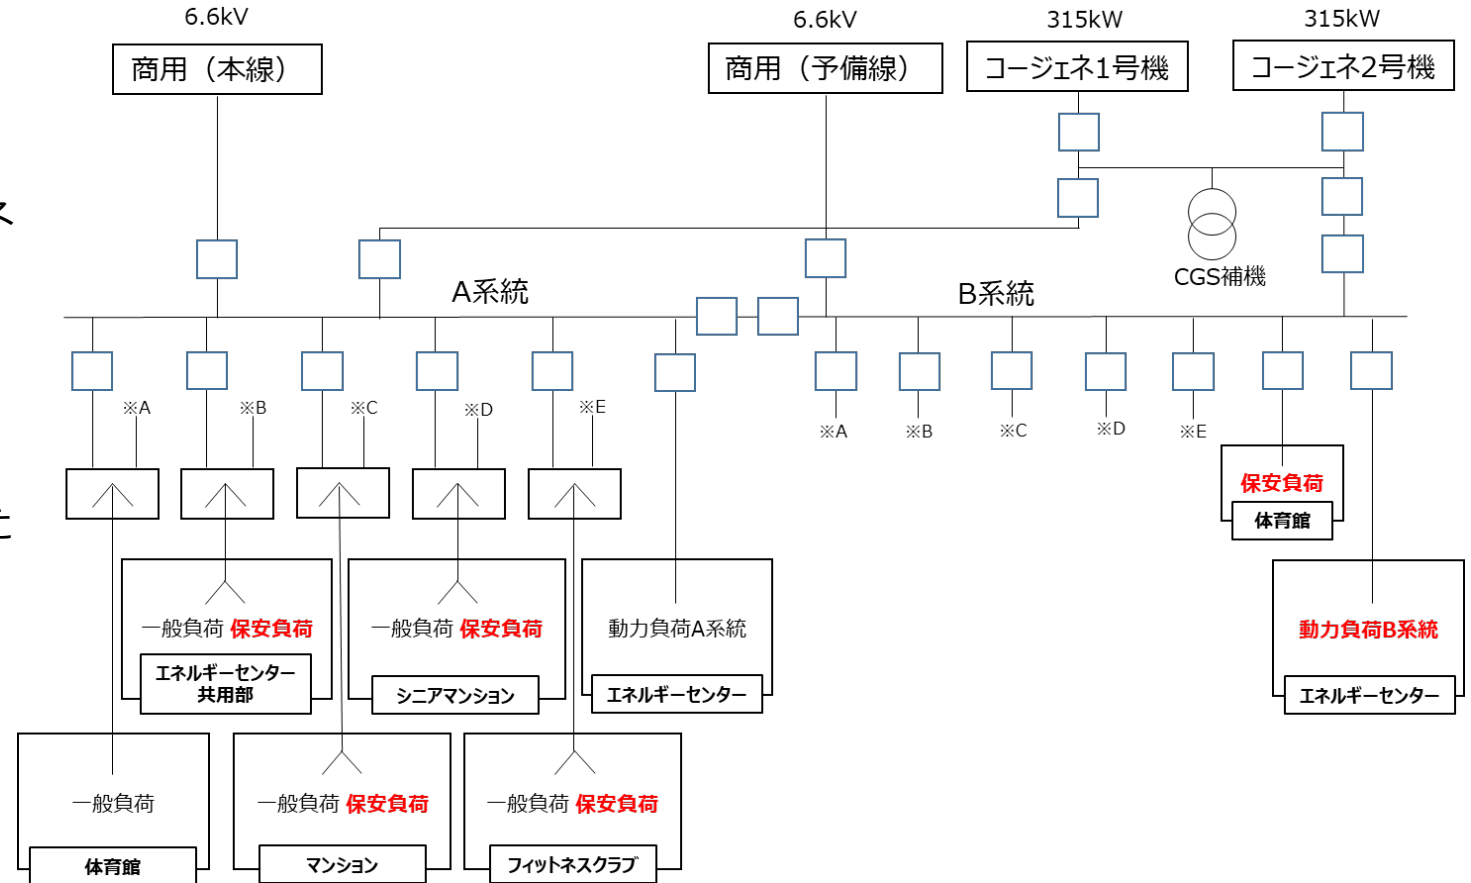 6.6kV
6.6kV
315kW
315kW
商用（本線）
商用（予備線）
コージェネ1号機
コージェネ2号機
CGS補機
A系統
B系統
※A
※B
※C
※D
※E
※A
※B
※C
※D
※E
保安負荷
体育館
一般負荷 保安負荷
エネルギーセンター
共用部
一般負荷 保安負荷
シニアマンション
動力負荷A系統
エネルギーセンター
動力負荷B系統
エネルギーセンター
一般負荷
体育館
一般負荷 保安負荷
マンション
一般負荷 保安負荷
フィットネスクラブ